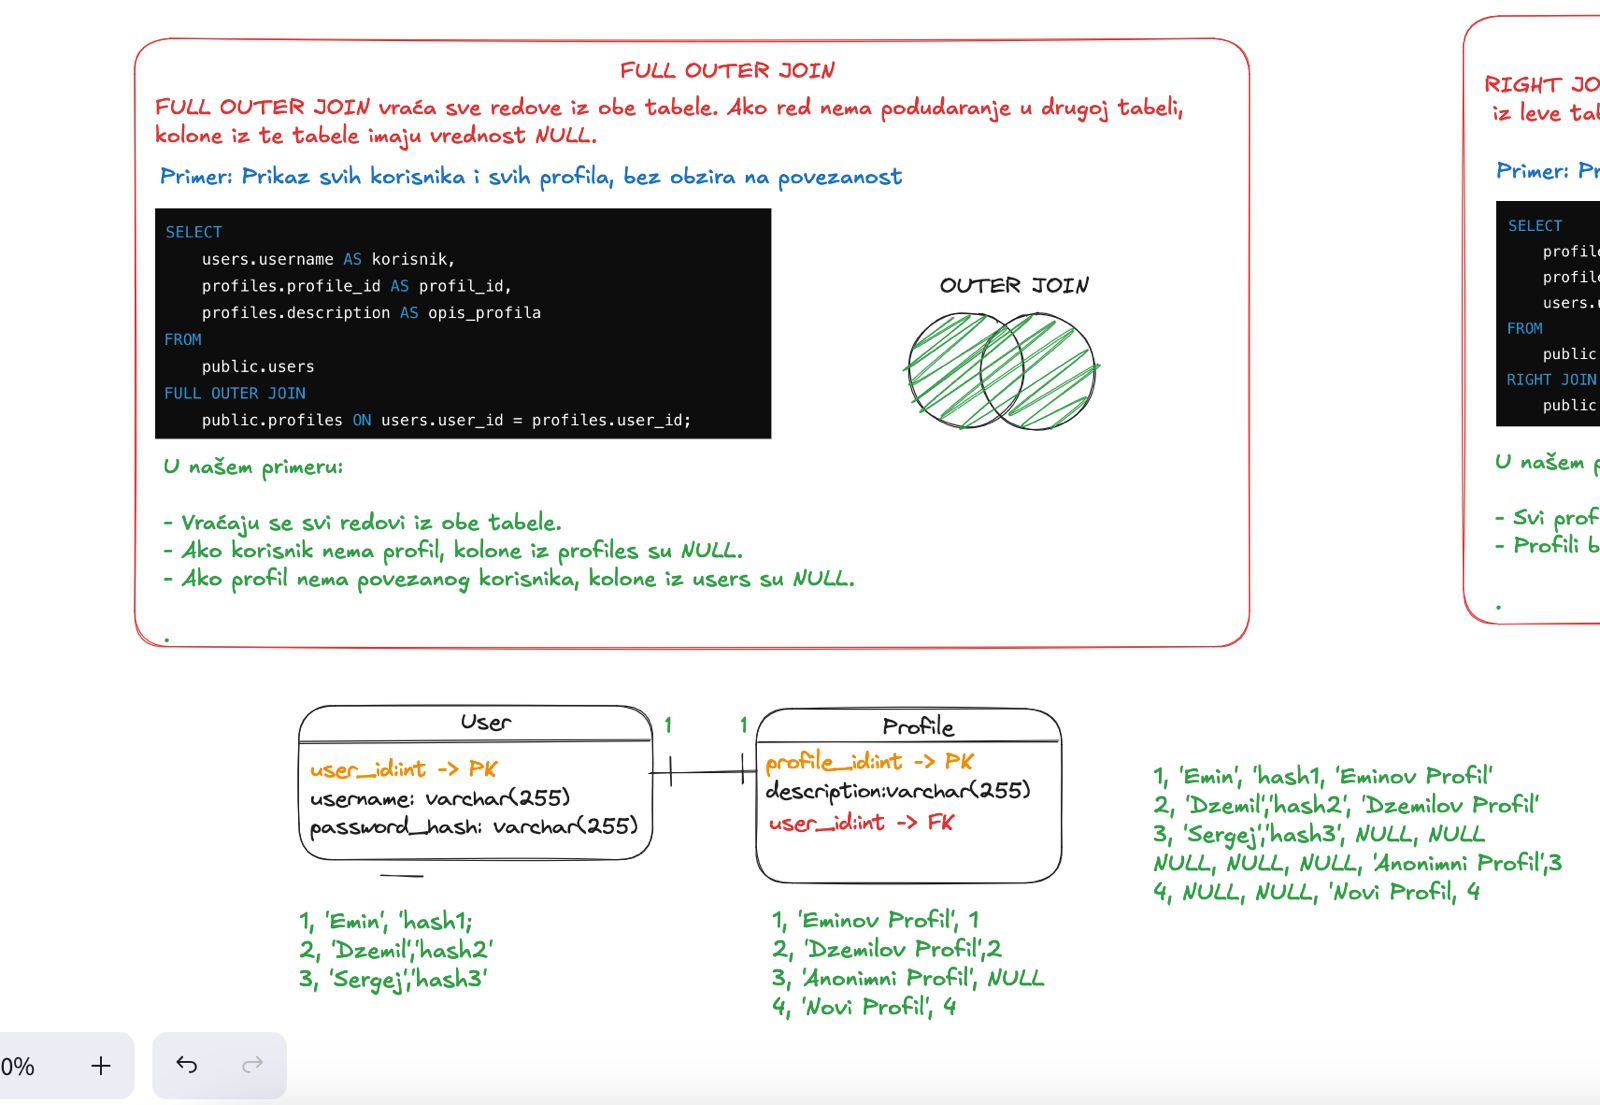 FULL OUTER JOIN
FULL OUTER JOIN vraća sve redove iz obe tabele. Ako red nema podudaranje u drugoj tabeli,
kolone iz te tabele imaju vrednost NULL.
Primer: Prikaz svih korisnika i svih profila, bez obzira na povezanost
SELECT
users.username AS korisnik,
profiles.profile_id AS profil_id,
profiles.description AS opis_profila
FROM
public.users
FULL OUTER JOIN
public.profiles ON users.user_id = profiles.user_id;
OUTER JOIN
U našem primeru:
- Vraćaju se svi redovi iz obe tabele.
- Ako korisnik nema profil, kolone iz profiles su NULL.
- Ako profil nema povezanog korisnika, kolone iz users su NULL.
.
RIGHT JO
iz leve tab
Primer: Pr
SELECT
profile
profile
users.u
FROM
public
RIGHT JOIN
public
U našem p
- Svi prof
- Profili b
.
User
user_id:int -> PK
username: varchar(255)
password_hash: varchar(255)
1 1
Profile
profile_id:int -> PK
description:varchar(255)
user_id:int -> FK
1, 'Emin', 'hash1;
2, 'Dzemil','hash2'
3, 'Sergej','hash3'
1, 'Eminov Profil', 1
2, 'Dzemilov Profil',2
3, 'Anonimni Profil', NULL
4, 'Novi Profil', 4
1, 'Emin', 'hash1, 'Eminov Profil'
2, 'Dzemil','hash2', 'Dzemilov Profil'
3, 'Sergej','hash3', NULL, NULL
NULL, NULL, NULL, 'Anonimni Profil',3
4, NULL, NULL, 'Novi Profil, 4
0% +